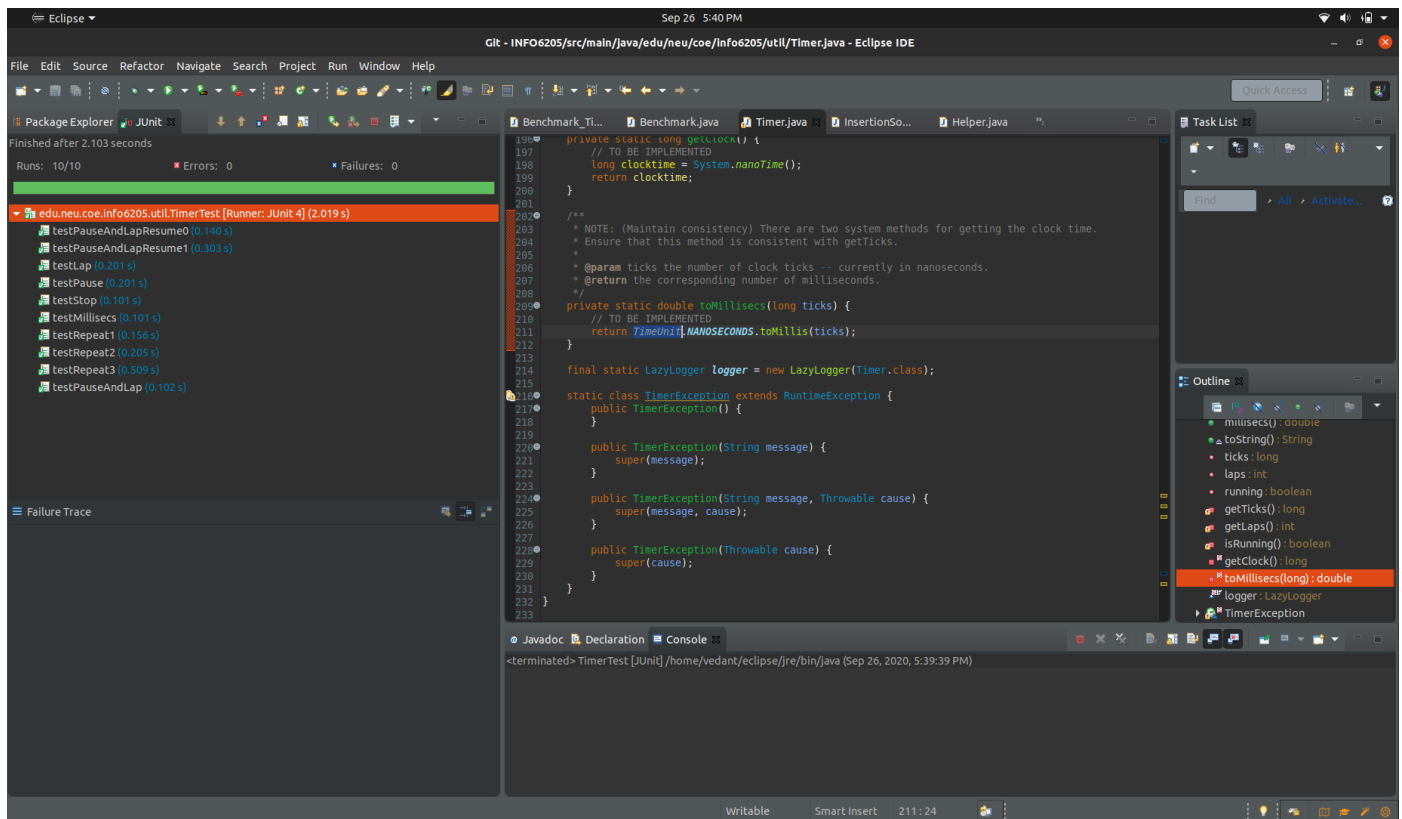 Eclipse
Sep 26 5:40 PM
Git - INFO6205/src/main/java/edu/neu/coe/info6205/util/Timer.java - Eclipse IDE
File Edit Source Refactor Navigate Search Project Run Window Help
Quick Access
Package Explorer JUnit
Finished after 2.103 seconds
Runs: 10/10 Errors: 0 Failures: 0
edu.neu.coe.info6205.util.TimerTest [Runner: JUnit 4] (2.019 s)
testPauseAndLapResume0 (0.140 s)
testPauseAndLapResume1 (0.303 s)
testLap (0.201 s)
testPause (0.201 s)
testStop (0.101 s)
testMillisecs (0.101 s)
testRepeat1 (0.156 s)
testRepeat2 (0.205 s)
testRepeat3 (0.509 s)
testPauseAndLap (0.102 s)
Failure Trace
Benchmark_Ti... Benchmark.java Timer.java InsertionSo... Helper.java
196 private static long getClock() {
197 // TO BE IMPLEMENTED
198 long clocktime = System.nanoTime();
199 return clocktime;
200 }
201
202 /**
203 * NOTE: (Maintain consistency) There are two system methods for getting the clock time.
204 * Ensure that this method is consistent with getTicks.
205 *
206 * @param ticks the number of clock ticks -- currently in nanoseconds.
207 * @return the corresponding number of milliseconds.
208 */
209 private static double toMillisecs(long ticks) {
210 // TO BE IMPLEMENTED
211 return TimeUnit.NANOSECONDS.toMillis(ticks);
212 }
213
214 final static LazyLogger logger = new LazyLogger(Timer.class);
215
216 static class TimerException extends RuntimeException {
217 public TimerException() {
218 }
219
220 public TimerException(String message) {
221 super(message);
222 }
223
224 public TimerException(String message, Throwable cause) {
225 super(message, cause);
226 }
227
228 public TimerException(Throwable cause) {
229 super(cause);
230 }
231 }
232 }
233
Task List
Find All Activate...
Outline
millisecs() : double
toString() : String
ticks : long
laps : int
running : boolean
getTicks() : long
getLaps() : int
isRunning() : boolean
getClock() : long
toMillisecs(long) : double
logger : LazyLogger
TimerException
Javadoc Declaration Console
<terminated> TimerTest [JUnit] /home/vedant/eclipse/jre/bin/java (Sep 26, 2020, 5:39:39 PM)
Writable Smart Insert 211 : 24